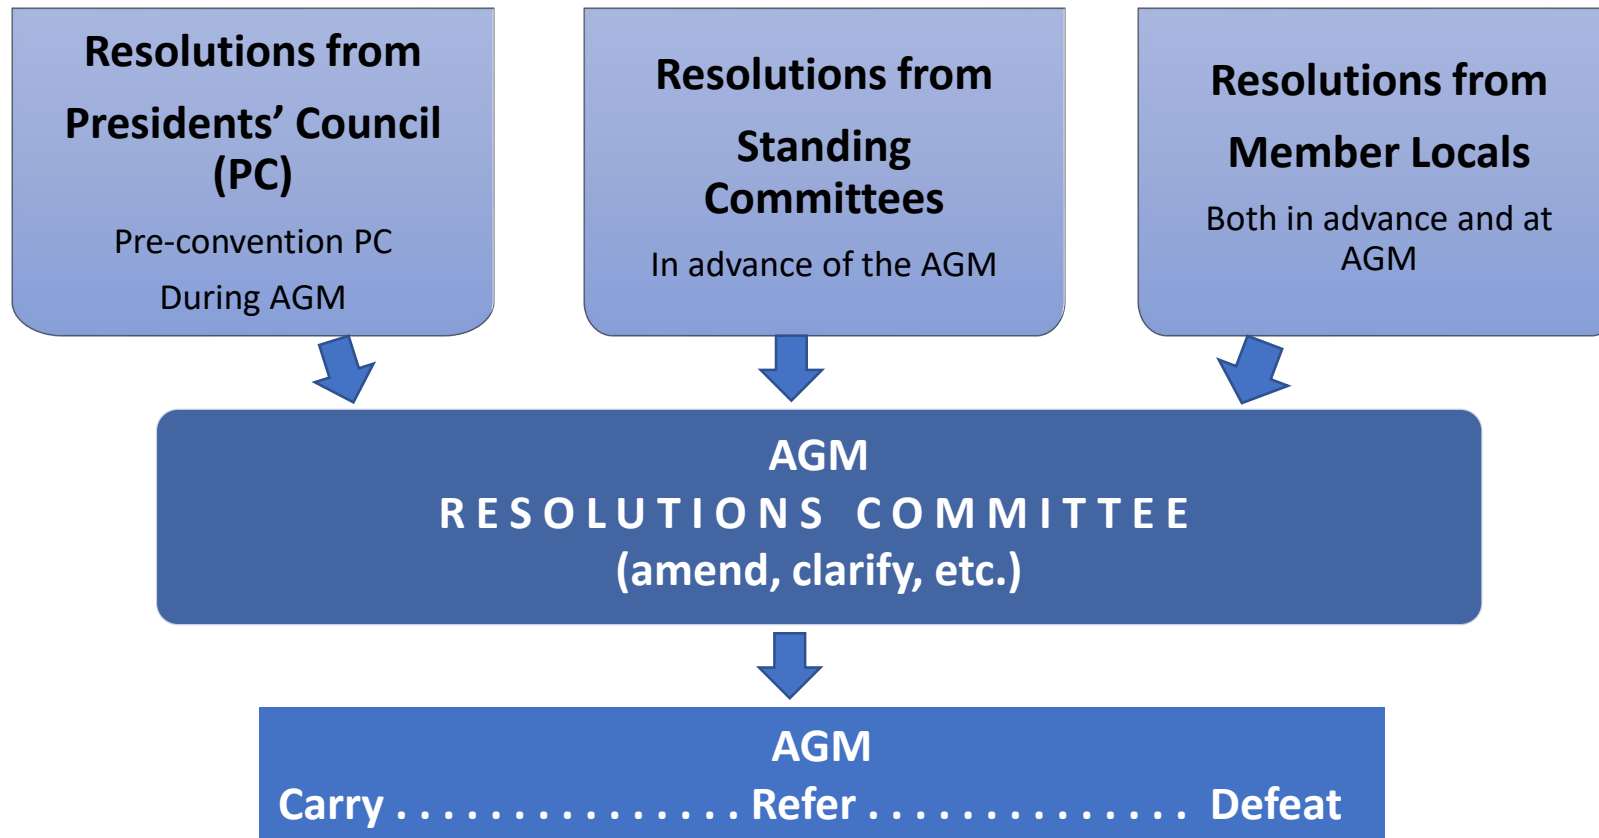 Resolutions from
Presidents’ Council
(PC)
Pre-convention PC
During AGM
Resolutions from
Standing
Committees
In advance of the AGM
Resolutions from
Member Locals
Both in advance and at
AGM
AGM
RESOLUTIONS COMMITTEE
(amend, clarify, etc.)
AGM
Carry . . . . . . . . . . . . . . . Refer . . . . . . . . . . . . . . Defeat